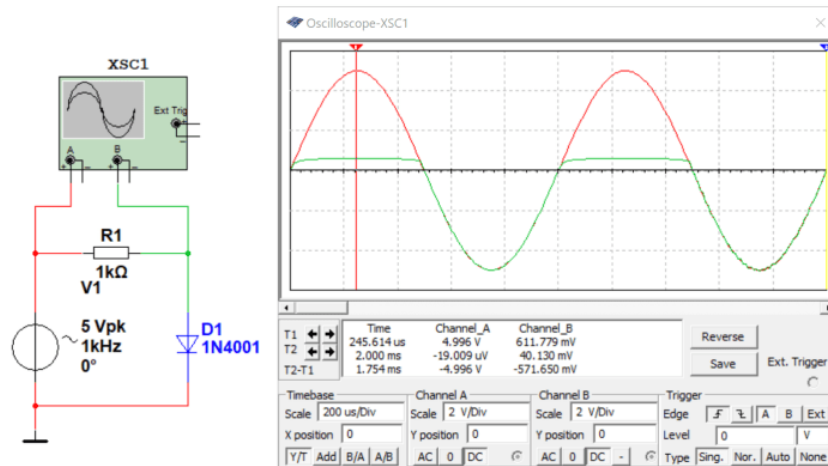 Oscilloscope-XSC1
XSC1
Ext Trig
A
B
R1
1kΩ
V1
5 Vpk
1kHz
0°
D1
1N4001
1
2
Time Channel_A Channel_B
T1 245.614 us 4.996 V 611.779 mV
T2 2.000 ms -19.009 uV 40.130 mV
T2-T1 1.754 ms -4.996 V -571.650 mV
Reverse
Save
Ext. Trigger
Timebase
Scale 200 us/Div
X position 0
Y/T Add B/A A/B
Channel A
Scale 2 V/Div
Y position 0
AC 0 DC
Channel B
Scale 2 V/Div
Y position 0
AC 0 DC -
Trigger
Edge A B Ext
Level 0 V
Type Sing. Nor. Auto None